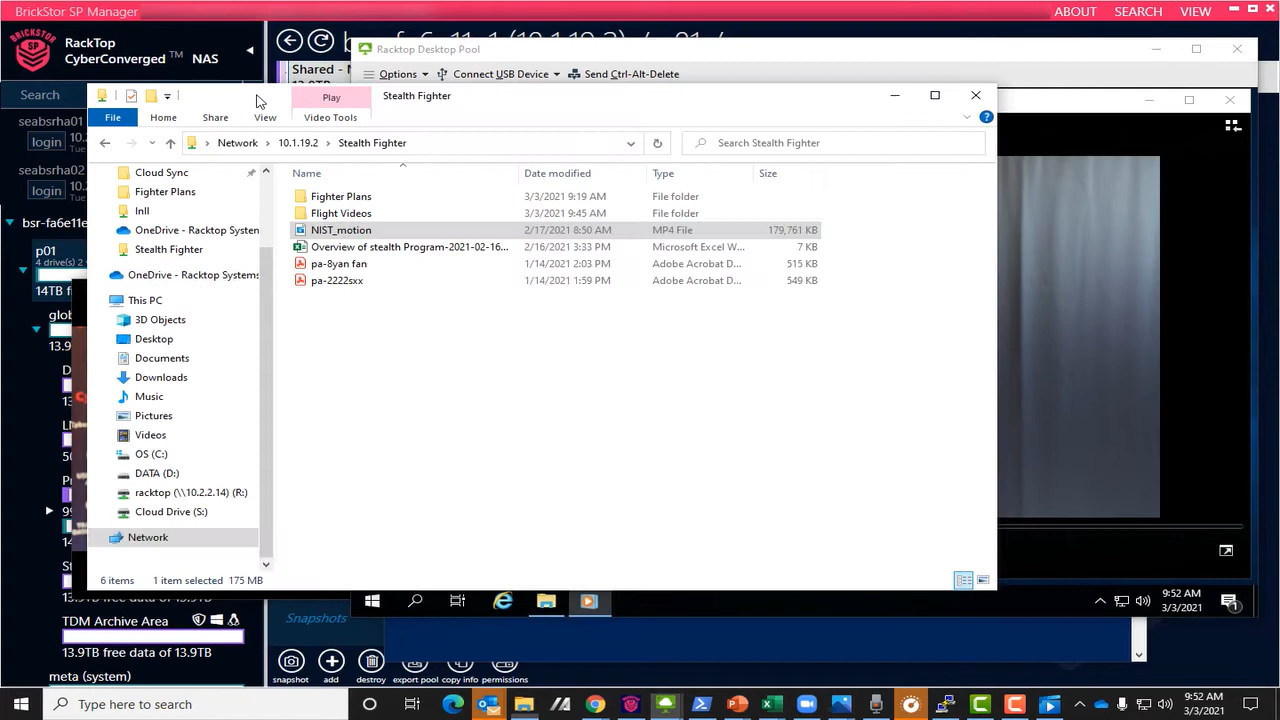 BrickStor SP Manager
ABOUT SEARCH VIEW
BRICKSTOR
SP
RackTop
CyberConverged™ NAS
Search
seabsrha01
login
seabsrha02
login
p01
14TB
TDM Archive Area
13.9TB free data of 13.9TB
meta (system)
Shared -
Racktop Desktop Pool
Options Connect USB Device Send Ctrl-Alt-Delete
Play
Stealth Fighter
File Home Share View Video Tools
Network > 10.1.19.2 > Stealth Fighter
Search Stealth Fighter
Name Date modified Type Size
Cloud Sync
Fighter Plans
InII
OneDrive - Racktop System
Stealth Fighter
OneDrive - Racktop Systems
This PC
3D Objects
Desktop
Documents
Downloads
Music
Pictures
Videos
OS (C:)
DATA (D:)
racktop (\\10.2.2.14) (R:)
Cloud Drive (S:)
Network
Fighter Plans 3/3/2021 9:19 AM File folder
Flight Videos 3/3/2021 9:45 AM File folder
NIST_motion 2/17/2021 8:50 AM MP4 File 179,761 KB
Overview of stealth Program-2021-02-16... 2/16/2021 3:33 PM Microsoft Excel W... 7 KB
pa-8yan fan 1/14/2021 2:03 PM Adobe Acrobat D... 515 KB
pa-2222sxx 1/14/2021 1:59 PM Adobe Acrobat D... 549 KB
6 items 1 item selected 175 MB
9:52 AM
3/3/2021
1
Snapshots
snapshot add destroy export pool copy info permissions
Type here to search
9:52 AM
3/3/2021